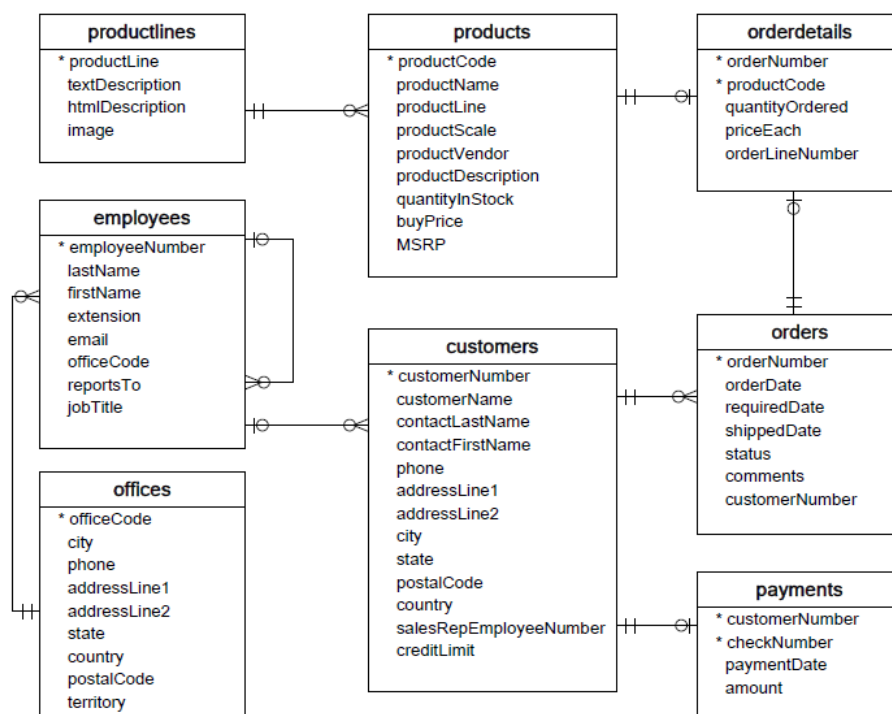 productlines
* productLine
textDescription
htmlDescription
image
products
* productCode
productName
productLine
productScale
productVendor
productDescription
quantityInStock
buyPrice
MSRP
orderdetails
* orderNumber
* productCode
quantityOrdered
priceEach
orderLineNumber
employees
* employeeNumber
lastName
firstName
extension
email
officeCode
reportsTo
jobTitle
customers
* customerNumber
customerName
contactLastName
contactFirstName
phone
addressLine1
addressLine2
city
state
postalCode
country
salesRepEmployeeNumber
creditLimit
orders
* orderNumber
orderDate
requiredDate
shippedDate
status
comments
customerNumber
offices
* officeCode
city
phone
addressLine1
addressLine2
state
country
postalCode
territory
payments
* customerNumber
* checkNumber
paymentDate
amount